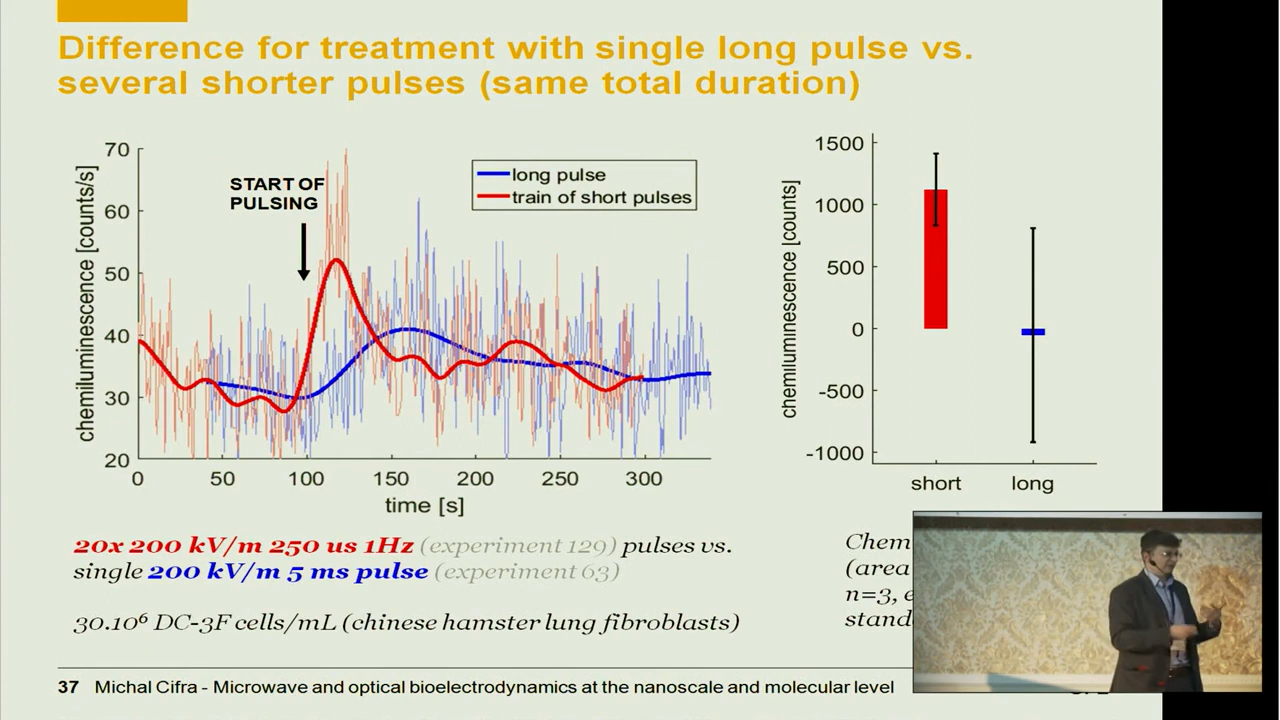 Difference for treatment with single long pulse vs.
several shorter pulses (same total duration)
chemiluminescence [counts/s]
70
60
50
40
30
20
START OF
PULSING
long pulse
train of short pulses
0 50 100 150 200 250 300
time [s]
chemiluminescence [counts]
1500
1000
500
0
-500
-1000
short long
20x 200 kV/m 250 us 1Hz (experiment 129) pulses vs.
single 200 kV/m 5 ms pulse (experiment 63)
30.10⁶ DC-3F cells/mL (chinese hamster lung fibroblasts)
Chem
(area
n=3, e
stand
37 Michal Cifra - Microwave and optical bioelectrodynamics at the nanoscale and molecular level